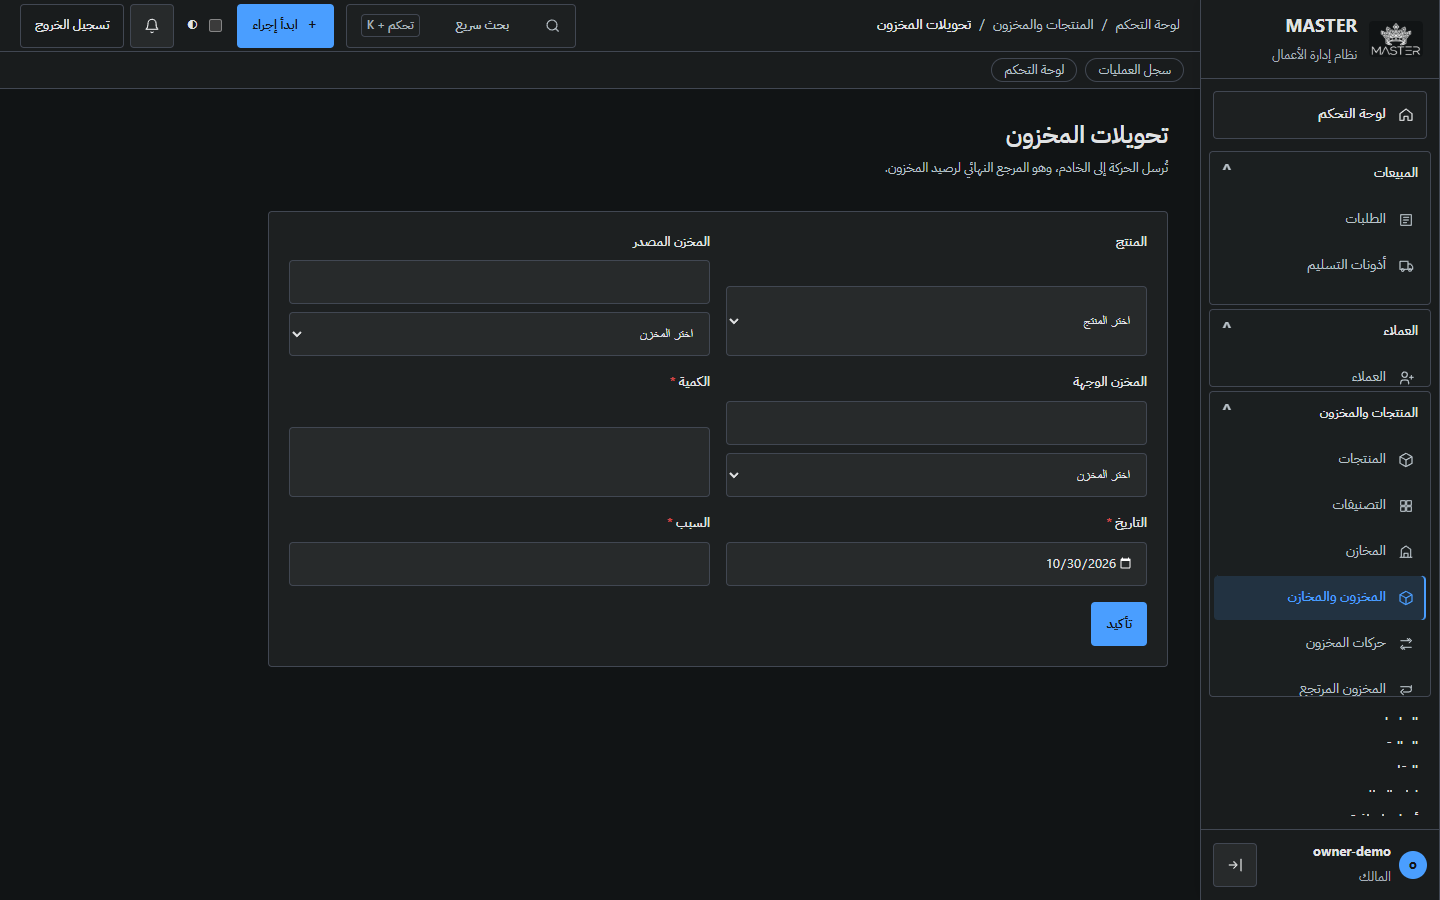 MASTER
MASTER
نظام إدارة الأعمال
لوحة التحكم
المبيعات
الطلبات
أذونات التسليم
العملاء
العملاء
المنتجات والمخزون
المنتجات
التصنيفات
المخازن
المخزون والمخازن
حركات المخزون
المخزون المرتجع
owner-demo
المالك
o
لوحة التحكم / المنتجات والمخزون / تحويلات المخزون
بحث سريع
تحكم + K
+ ابدأ إجراء
تسجيل الخروج
سجل العمليات
لوحة التحكم
تحويلات المخزون
تُرسل الحركة إلى الخادم، وهو المرجع النهائي لرصيد المخزون.
المنتج
اختر المنتج
المخزن المصدر
اختر المخزن
المخزن الوجهة
اختر المخزن
الكمية *
التاريخ *
10/30/2026
السبب *
تأكيد